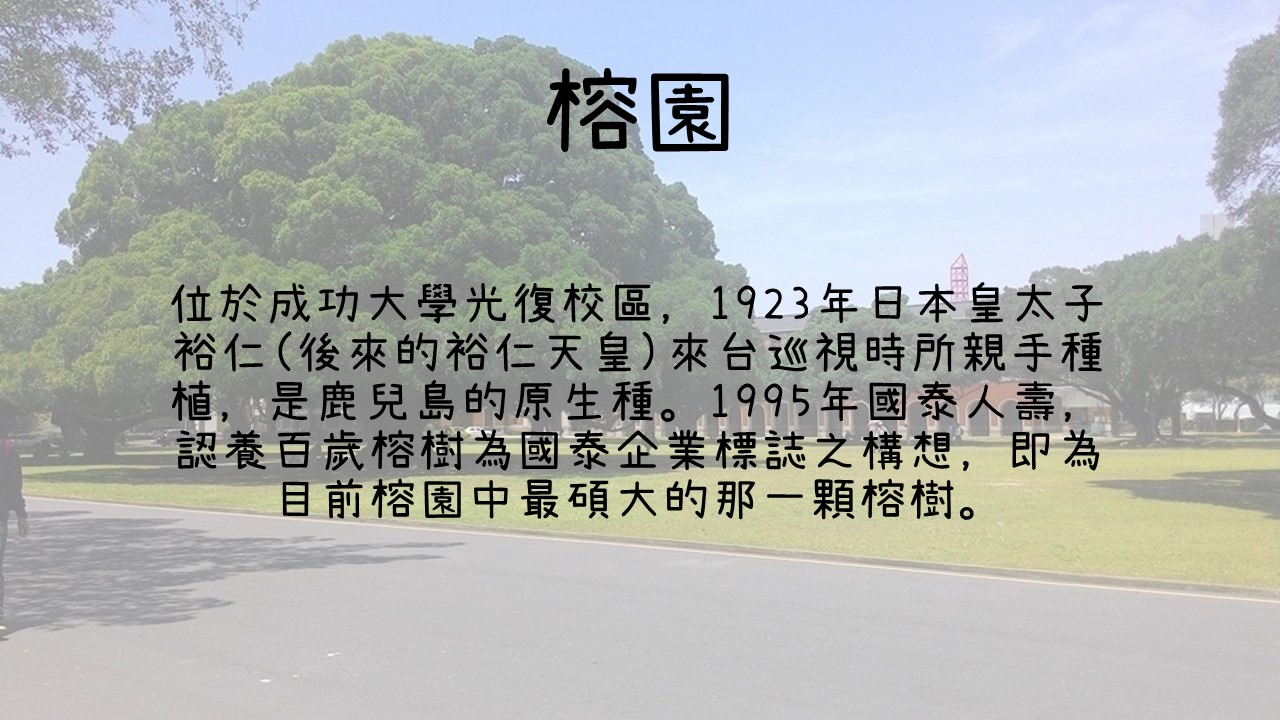 榕園
位於成功大學光復校區，1923年日本皇太子
裕仁(後來的裕仁天皇)來台巡視時所親手種
植，是鹿兒島的原生種。1995年國泰人壽，
認養百歲榕樹為國泰企業標誌之構想，即為
目前榕園中最碩大的那一顆榕樹。